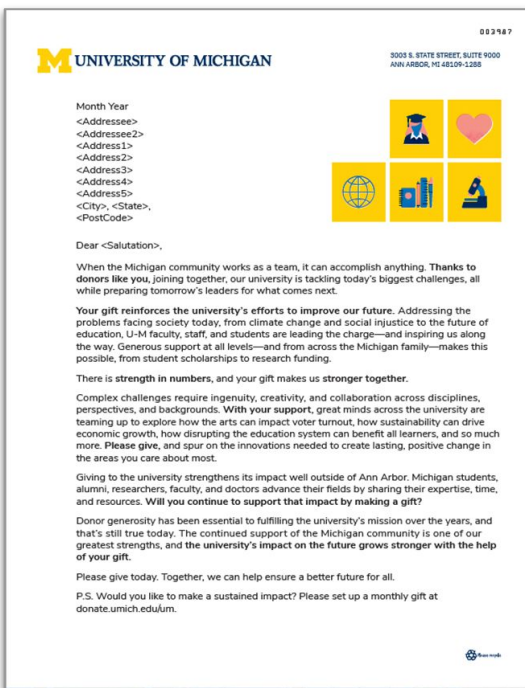 003987
M UNIVERSITY OF MICHIGAN
3003 S. STATE STREET, SUITE 9000
ANN ARBOR, MI 48109-1288
Month Year
<Addressee>
<Addressee2>
<Address1>
<Address2>
<Address3>
<Address4>
<Address5>
<City>, <State>,
<PostCode>
Dear <Salutation>,
When the Michigan community works as a team, it can accomplish anything. Thanks to
donors like you, joining together, our university is tackling today's biggest challenges, all
while preparing tomorrow's leaders for what comes next.
Your gift reinforces the university's efforts to improve our future. Addressing the
problems facing society today, from climate change and social injustice to the future of
education, U-M faculty, staff, and students are leading the charge—and inspiring us along
the way. Generous support at all levels—and from across the Michigan family—makes this
possible, from student scholarships to research funding.
There is strength in numbers, and your gift makes us stronger together.
Complex challenges require ingenuity, creativity, and collaboration across disciplines,
perspectives, and backgrounds. With your support, great minds across the university are
teaming up to explore how the arts can impact voter turnout, how sustainability can drive
economic growth, how disrupting the education system can benefit all learners, and so much
more. Please give, and spur on the innovations needed to create lasting, positive change in
the areas you care about most.
Giving to the university strengthens its impact well outside of Ann Arbor. Michigan students,
alumni, researchers, faculty, and doctors advance their fields by sharing their expertise, time,
and resources. Will you continue to support that impact by making a gift?
Donor generosity has been essential to fulfilling the university's mission over the years, and
that's still true today. The continued support of the Michigan community is one of our
greatest strengths, and the university's impact on the future grows stronger with the help
of your gift.
Please give today. Together, we can help ensure a better future for all.
P.S. Would you like to make a sustained impact? Please set up a monthly gift at
donate.umich.edu/um.
Please recycle